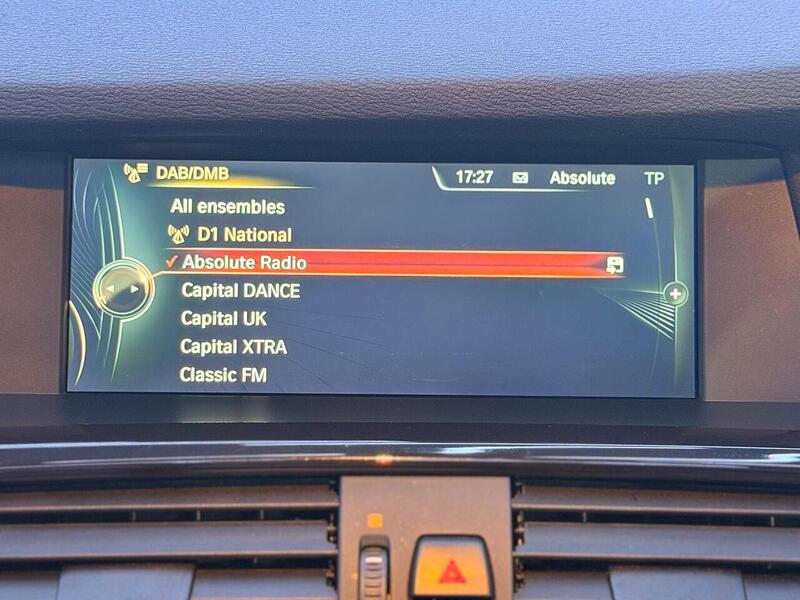 DAB/DMB 17:27 Absolute TP
All ensembles
D1 National
Absolute Radio
Capital DANCE
Capital UK
Capital XTRA
Classic FM